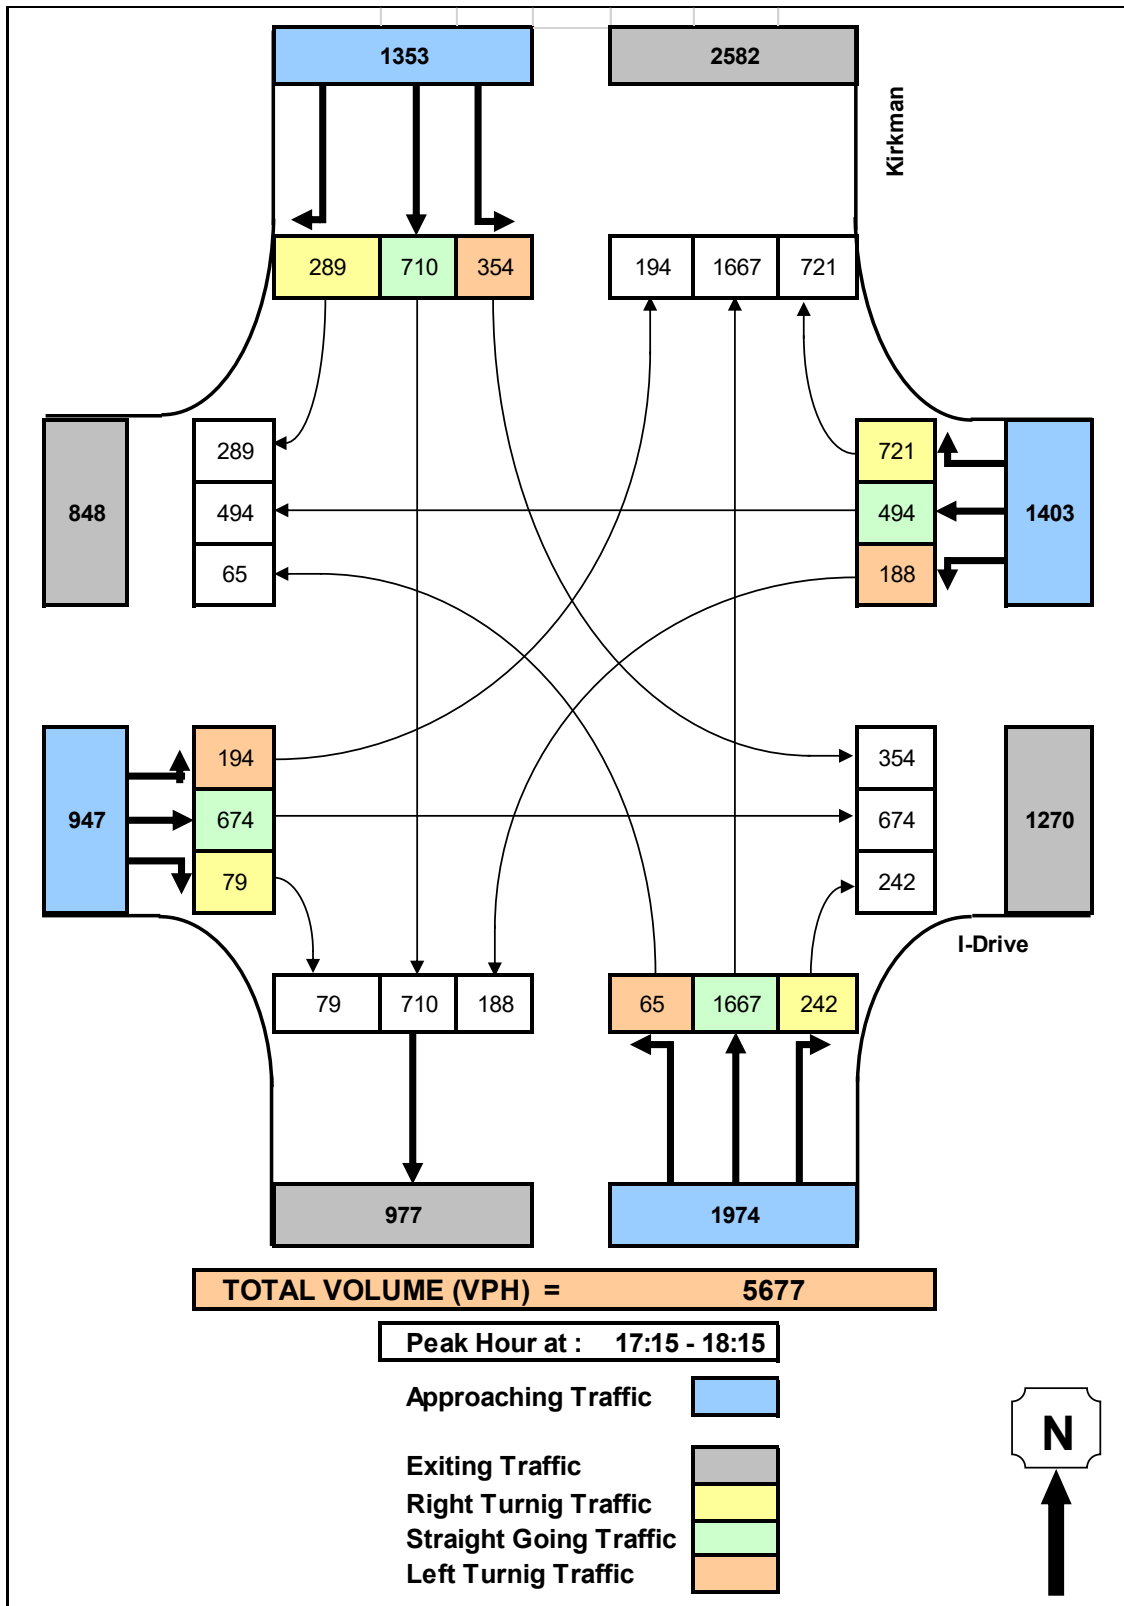 1353 2582
Kirkman
289 710 354 194 1667 721
289 721
848 494 494 1403
65 188
194 354
947 674 674 1270
79 242
I-Drive
79 710 188 65 1667 242
977 1974
TOTAL VOLUME (VPH) = 5677
Peak Hour at : 17:15 - 18:15
Approaching Traffic
N
Exiting Traffic
Right Turnig Traffic
Straight Going Traffic
Left Turnig Traffic